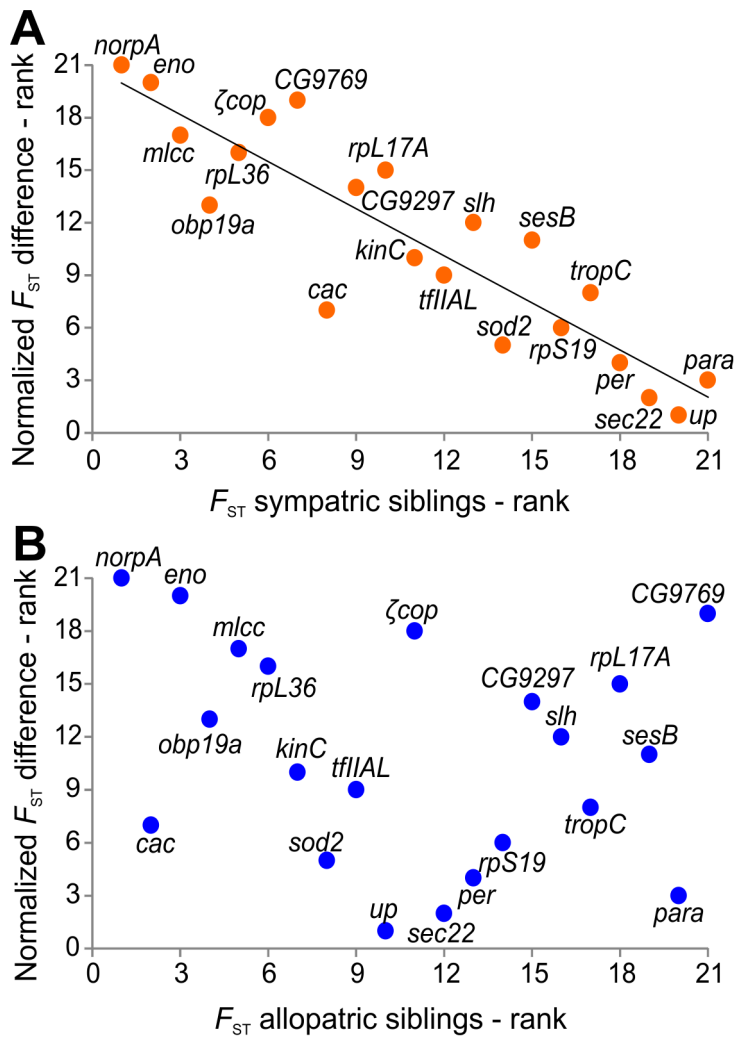 A
norpA
eno
CG9769
ζcop
mlcc
rpL36
rpL17A
obp19a
CG9297
slh
sesB
kinC
tfIIAL
tropC
cac
sod2
rpS19
per
para
sec22
up
Normalized FST difference - rank
21
18
15
12
9
6
3
0
0 3 6 9 12 15 18 21
FST sympatric siblings - rank
B
norpA
eno
CG9769
mlcc
ζcop
rpL36
rpL17A
CG9297
obp19a
slh
kinC
tfIIAL
sesB
cac
sod2
tropC
rpS19
per
up
sec22
para
Normalized FST difference - rank
21
18
15
12
9
6
3
0
0 3 6 9 12 15 18 21
FST allopatric siblings - rank